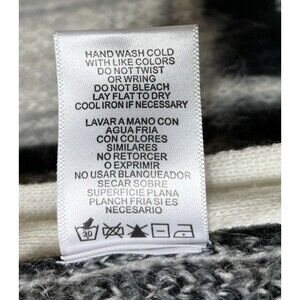 HAND WASH COLD
WITH LIKE COLORS
DO NOT TWIST
OR WRING
DO NOT BLEACH
LAY FLAT TO DRY
COOL IRON IF NECESSARY
LAVAR A MANO CON
AGUA FRIA
CON COLORES
SIMILARES
NO RETORCER
O EXPRIMIR
NO USAR BLANQUEADOR
SECAR SOBRE
SUPERFICIE PLANA
PLANCH FRIA SI ES
NECESARIO
30